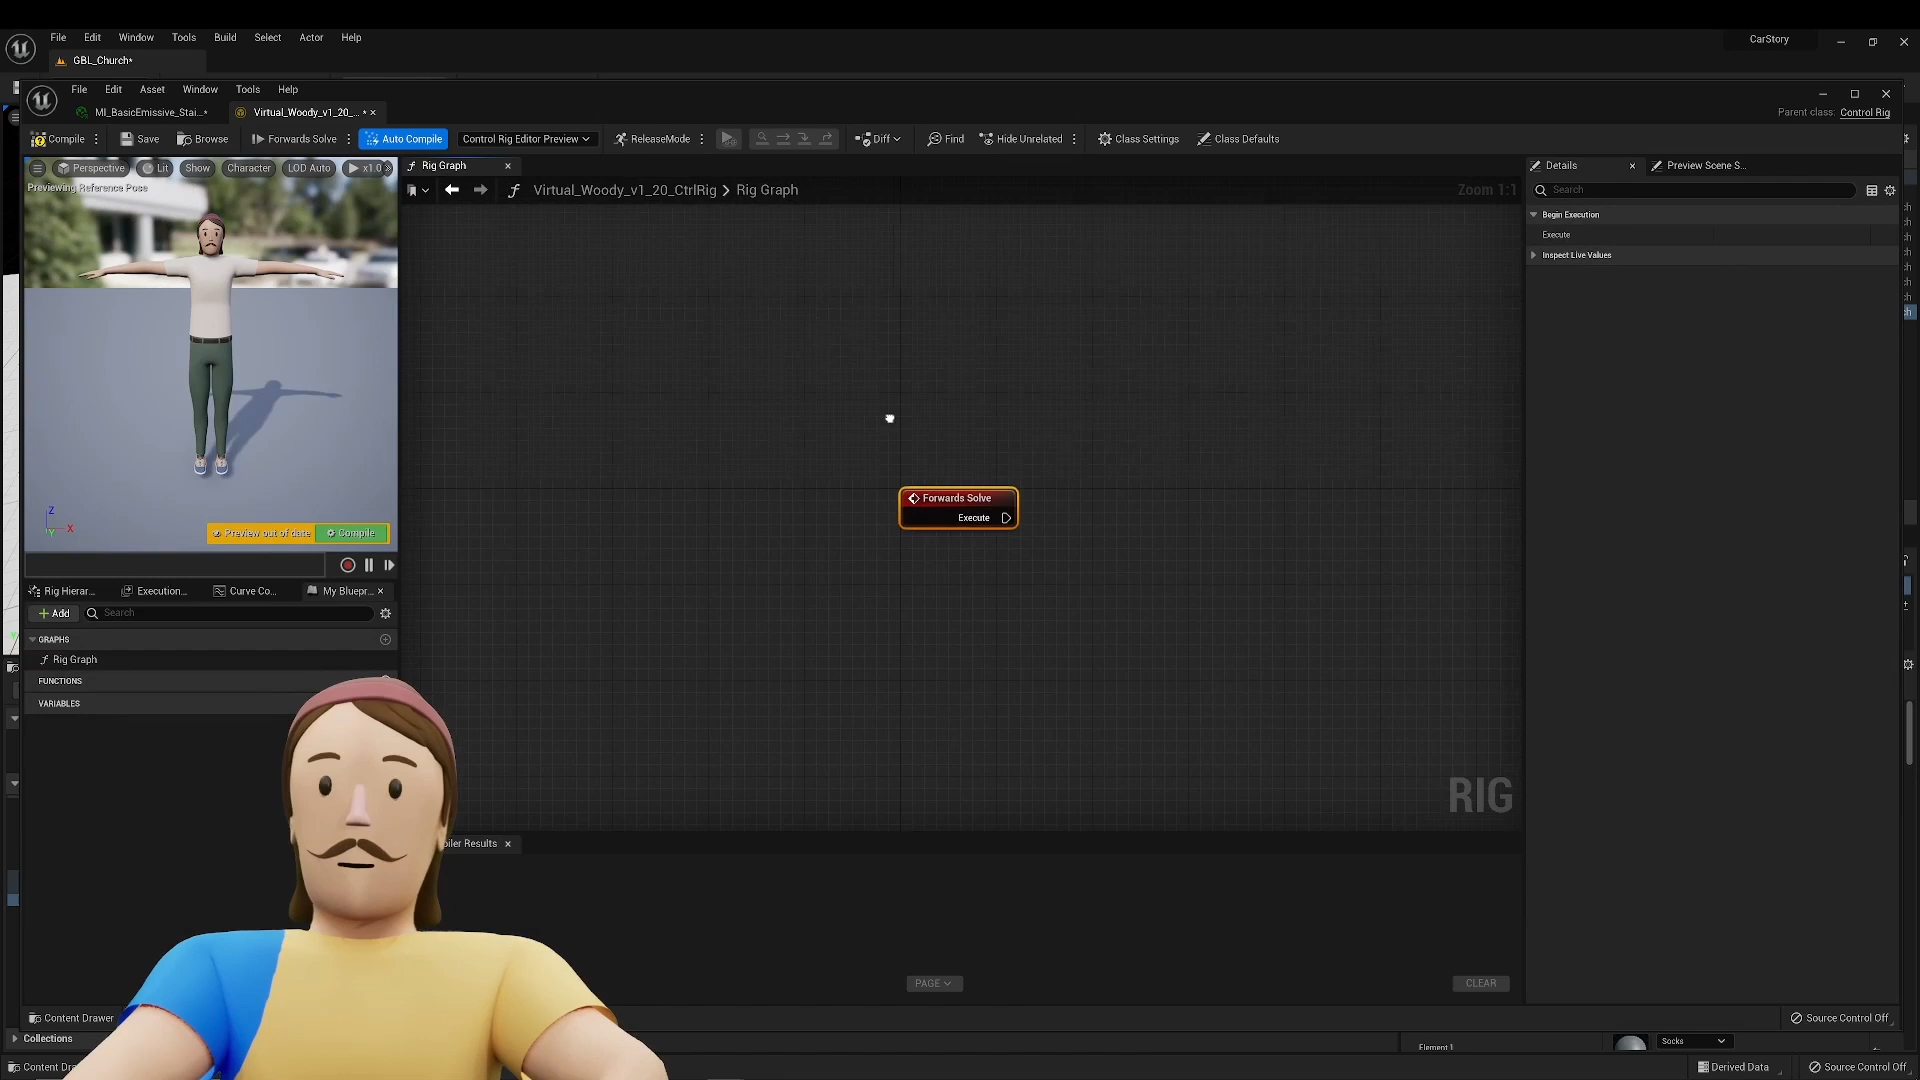 File Edit Window Tools Build Select Actor Help
CarStory
GBL_Church*
File Edit Asset Window Tools Help
MI_BasicEmissive_Stai...*
Virtual_Woody_v1_20_... *
Parent class: Control Rig
Compile Save Browse Forwards Solve Auto Compile Control Rig Editor Preview ReleaseMode Diff Find Hide Unrelated Class Settings Class Defaults
Perspective Lit Show Character LOD Auto x1.0
Previewing Reference Pose
Rig Graph
Virtual_Woody_v1_20_CtrlRig > Rig Graph
Zoom 1:1
Details
Preview Scene S...
Search
Begin Execution
Execute
Inspect Live Values
Forwards Solve
Execute
Z
X
Y
Preview out of date Compile
Rig Hierar... Execution... Curve Co... My Bluepr...
Add Search
GRAPHS
Rig Graph
FUNCTIONS
VARIABLES
RIG
iler Results
PAGE
CLEAR
Content Drawer
Source Control Off
Collections
Element 1
Socks
Content Dra
Derived Data
Source Control Off